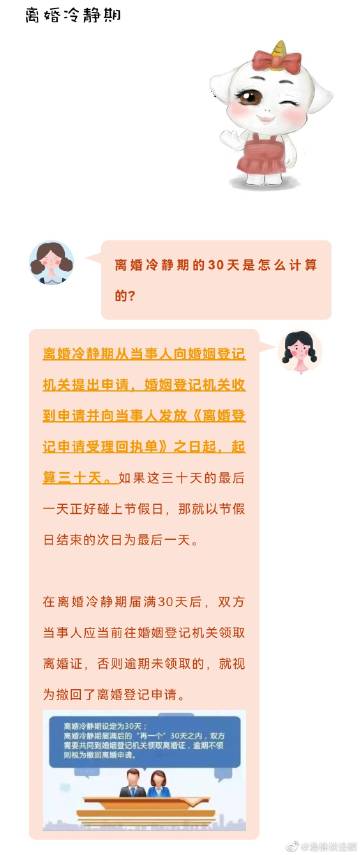 离婚冷静期
离婚冷静期的30天是怎么计算
的?
离婚冷静期从当事人向婚姻登记
机关提出申请，婚姻登记机关收
到申请并向当事人发放《离婚登
记申请受理回执单》之日起，起
算三十天。如果这三十天的最后
一天正好碰上节假日，那就以节假
日结束的次日为最后一天。
在离婚冷静期届满30天后，双方
当事人应当前往婚姻登记机关领取
离婚证，否则逾期未领取的，就视
为撤回了离婚登记申请。
离婚冷静期设定为30天；
离婚冷静期届满后的“再一个”30天之内，双方
需要共同到婚姻登记机关领取离婚证，逾期不领
则视为撤回离婚申请。